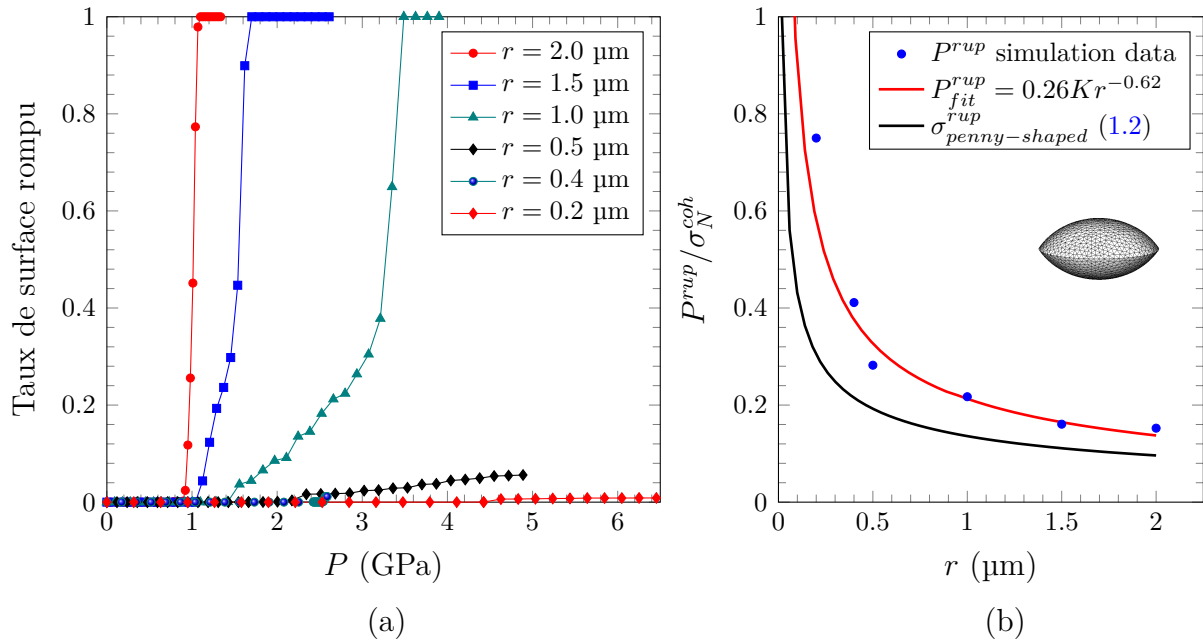 1
0.8
0.6
0.4
0.2
0
Taux de surface rompu
0 1 2 3 4 5 6
P (GPa)
r = 2.0 µm
r = 1.5 µm
r = 1.0 µm
r = 0.5 µm
r = 0.4 µm
r = 0.2 µm
(a)
1
0.8
0.6
0.4
0.2
0
P^{rup}/σ_N^{coh}
0 0.5 1 1.5 2
r (µm)
P^{rup} simulation data
P_{fit}^{rup} = 0.26Kr^{-0.62}
σ_{penny-shaped}^{rup} (1.2)
(b)